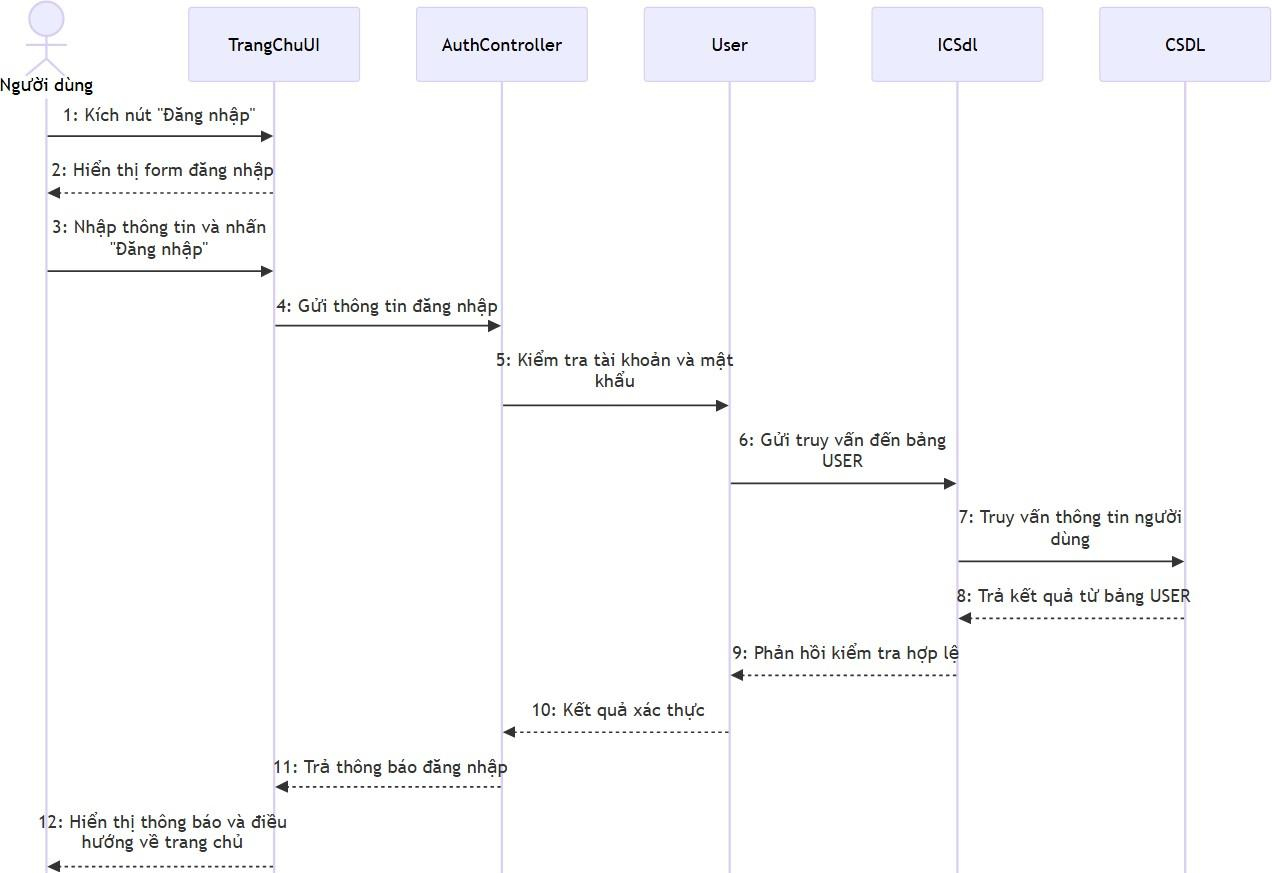 TrangChuUI
AuthController
User
ICSdl
CSDL
Người dùng
1: Kích nút "Đăng nhập"
2: Hiển thị form đăng nhập
3: Nhập thông tin và nhấn
"Đăng nhập"
4: Gửi thông tin đăng nhập
5: Kiểm tra tài khoản và mật
khẩu
6: Gửi truy vấn đến bảng
USER
7: Truy vấn thông tin người
dùng
8: Trả kết quả từ bảng USER
9: Phản hồi kiểm tra hợp lệ
10: Kết quả xác thực
11: Trả thông báo đăng nhập
12: Hiển thị thông báo và điều
hướng về trang chủ